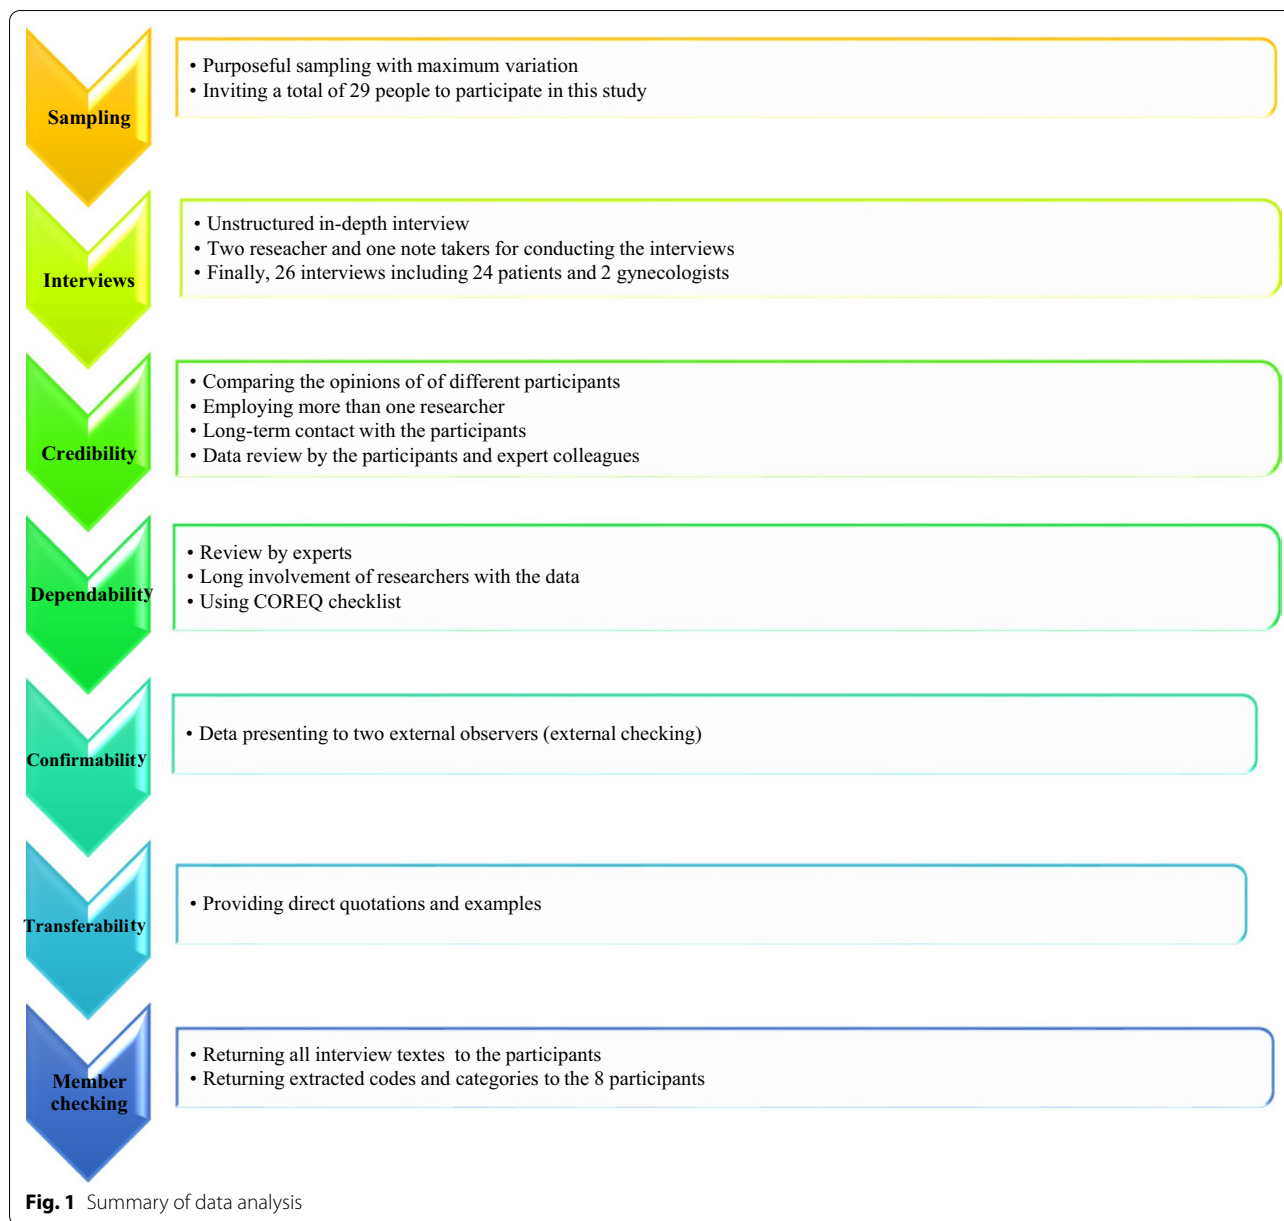 Sampling
• Purposeful sampling with maximum variation
• Inviting a total of 29 people to participate in this study
Interviews
• Unstructured in-depth interview
• Two reseacher and one note takers for conducting the interviews
• Finally, 26 interviews including 24 patients and 2 gynecologists
Credibility
• Comparing the opinions of of different participants
• Employing more than one researcher
• Long-term contact with the participants
• Data review by the participants and expert colleagues
Dependability
• Review by experts
• Long involvement of researchers with the data
• Using COREQ checklist
Confirmability
• Deta presenting to two external observers (external checking)
Transferability
• Providing direct quotations and examples
Member
checking
• Returning all interview textes to the participants
• Returning extracted codes and categories to the 8 participants
Fig. 1 Summary of data analysis